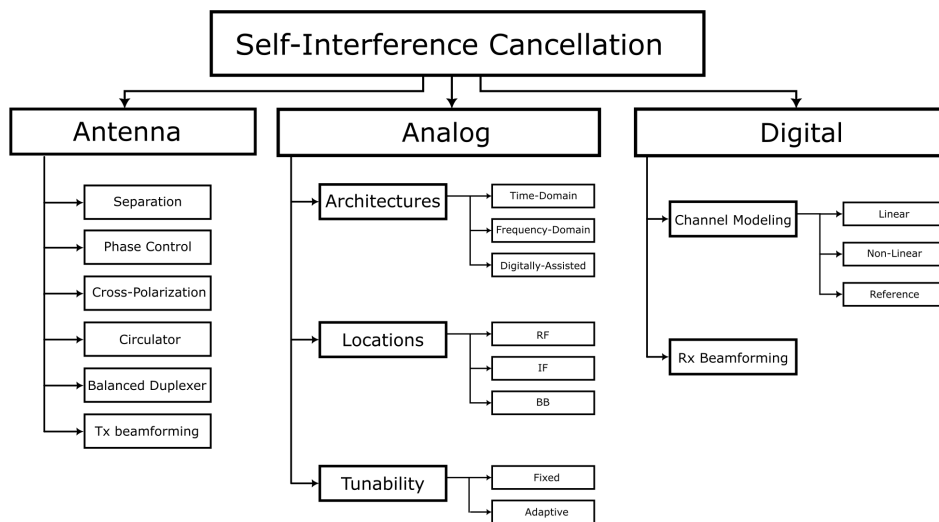 Self-Interference Cancellation
Antenna
Separation
Phase Control
Cross-Polarization
Circulator
Balanced Duplexer
Tx beamforming
Analog
Architectures
Time-Domain
Frequency-Domain
Digitally-Assisted
Locations
RF
IF
BB
Tunability
Fixed
Adaptive
Digital
Channel Modeling
Linear
Non-Linear
Reference
Rx Beamforming